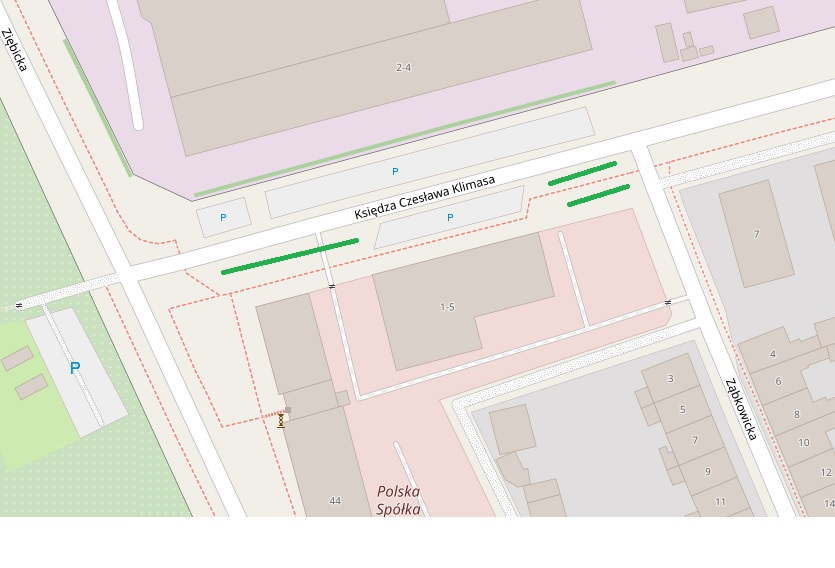 Ziębicka
2-4
P
P
Księdza Czesława Klimasa
P
7
1-5
P
3
4
6
5
Ząbkowicka
8
7
10
9
12
11
14
44
Polska
Spółka